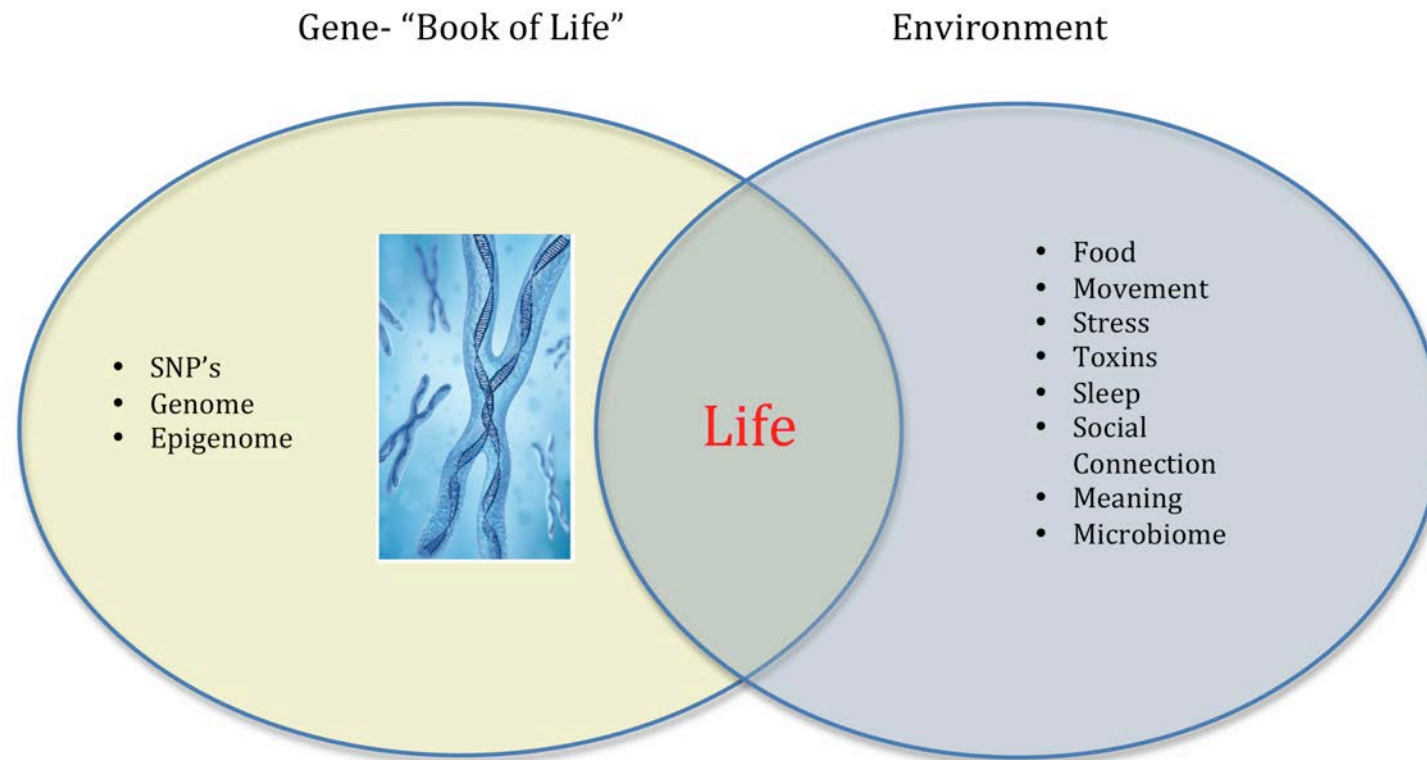 Gene- “Book of Life”
Environment
• SNP’s
• Genome
• Epigenome
Life
• Food
• Movement
• Stress
• Toxins
• Sleep
• Social
Connection
• Meaning
• Microbiome